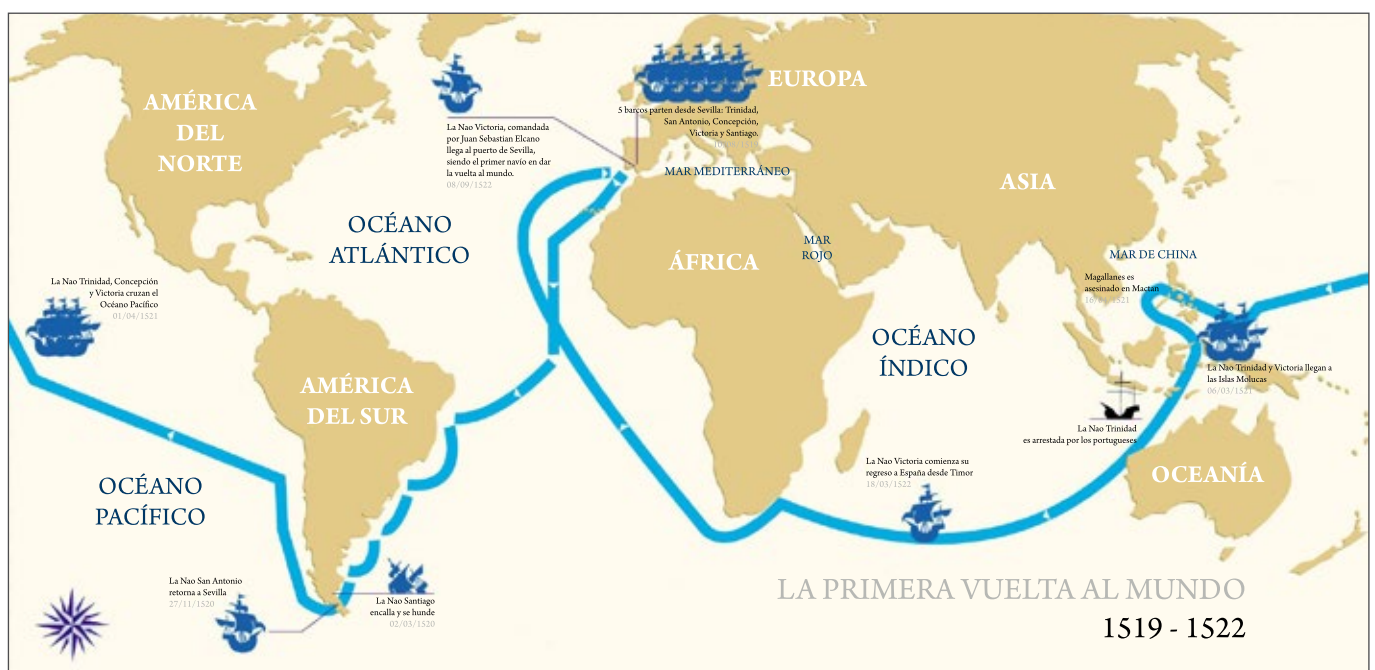 AMÉRICA
DEL
NORTE
La Nao Victoria, comandada
por Juan Sebastian Elcano
llega al puerto de Sevilla,
siendo el primer navío en dar
la vuelta al mundo.
08/09/1522
5 barcos parten desde Sevilla: Trinidad,
San Antonio, Concepción,
Victoria y Santiago.
EUROPA
MAR MEDITERRÁNEO
ASIA
OCÉANO
ATLÁNTICO
ÁFRICA
MAR
ROJO
MAR DE CHINA
Magallanes es
asesinado en Mactan
La Nao Trinidad, Concepción
y Victoria cruzan el
Océano Pacífico
01/04/1521
OCÉANO
ÍNDICO
La Nao Trinidad y Victoria llegan a
las Islas Molucas
06/03/1521
AMÉRICA
DEL SUR
La Nao Trinidad
es arrestada por los portugueses
La Nao Victoria comienza su
regreso a España desde Timor
18/03/1522
OCEANÍA
OCÉANO
PACÍFICO
La Nao San Antonio
retorna a Sevilla
27/11/1520
La Nao Santiago
encalla y se hunde
02/03/1520
LA PRIMERA VUELTA AL MUNDO
1519 - 1522